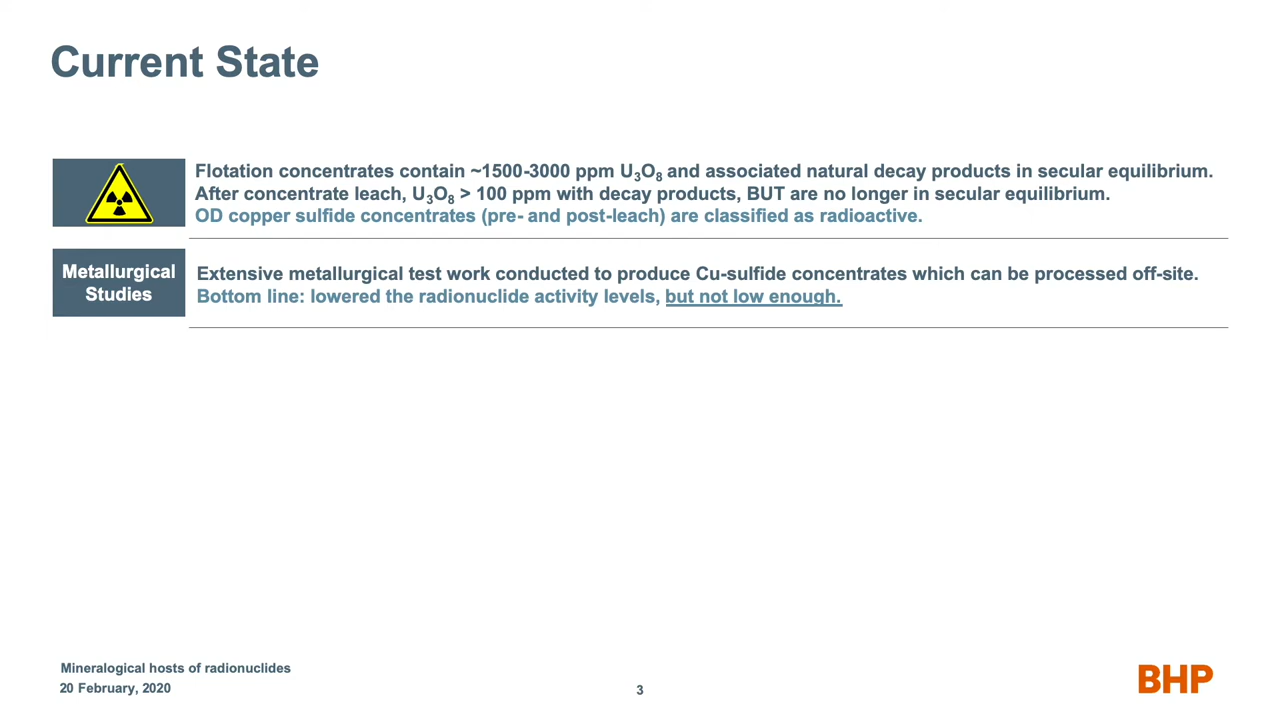 Current State
Flotation concentrates contain ~1500-3000 ppm U₃O₈ and associated natural decay products in secular equilibrium.
After concentrate leach, U₃O₈ > 100 ppm with decay products, BUT are no longer in secular equilibrium.
OD copper sulfide concentrates (pre- and post-leach) are classified as radioactive.
Metallurgical
Studies
Extensive metallurgical test work conducted to produce Cu-sulfide concentrates which can be processed off-site.
Bottom line: lowered the radionuclide activity levels, but not low enough.
Mineralogical hosts of radionuclides
20 February, 2020
3
BHP